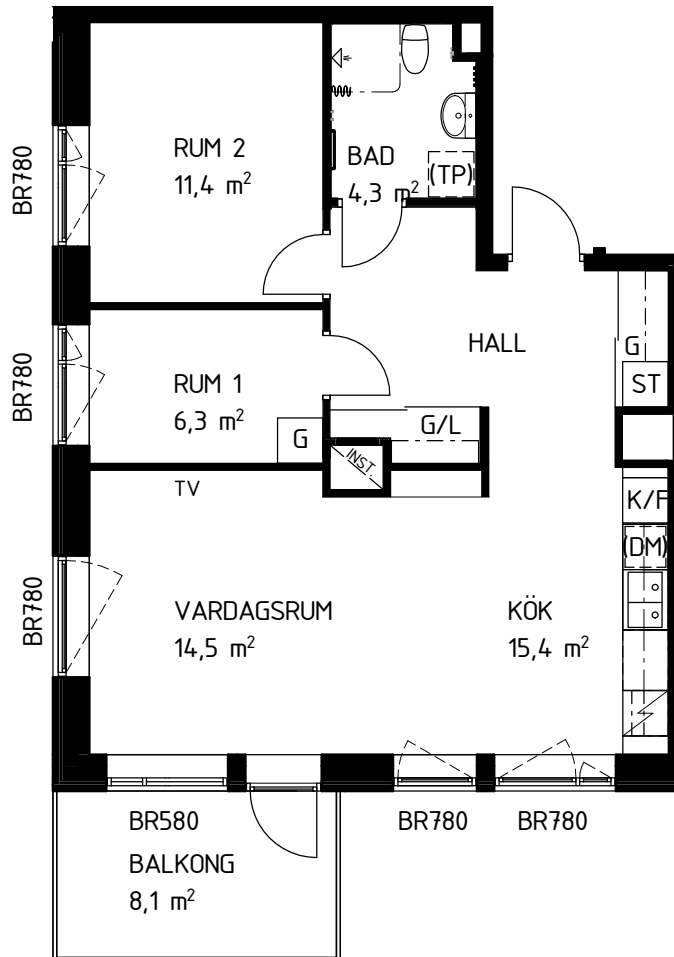 RUM 2
11,4 m²
BAD
4,3 m²
(TP)
BR780
HALL
G
ST
BR780
RUM 1
6,3 m²
G
G/L
INST.
TV
K/F
(DM)
BR780
VARDAGSRUM
14,5 m²
KÖK
15,4 m²
BR580
BR780
BR780
BALKONG
8,1 m²